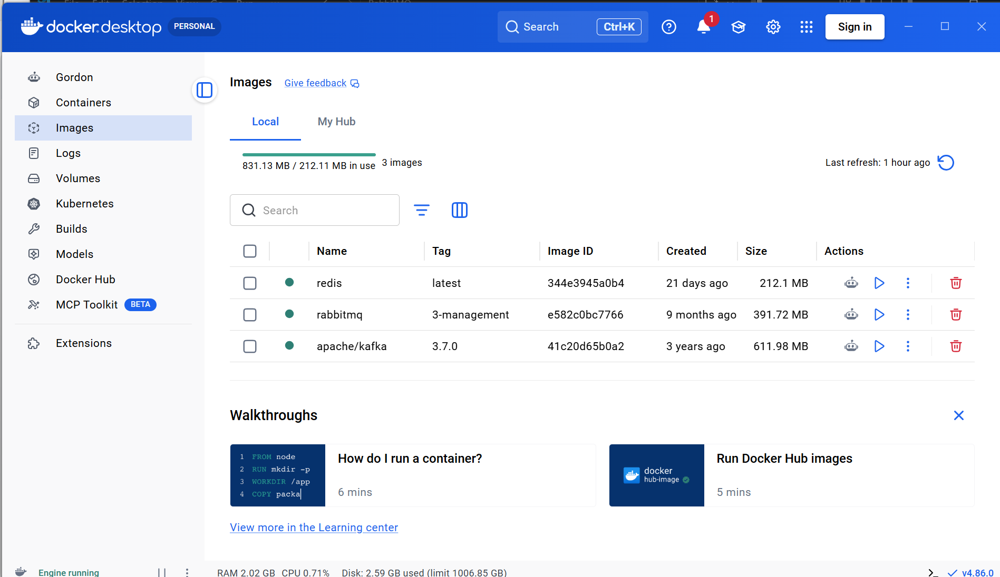 docker.desktop PERSONAL Search Ctrl+K 1 Sign in
Gordon
Containers
Images
Logs
Volumes
Kubernetes
Builds
Models
Docker Hub
MCP Toolkit BETA
Extensions
Images Give feedback
Local My Hub
831.13 MB / 212.11 MB in use 3 images Last refresh: 1 hour ago
Search
Name Tag Image ID Created Size Actions
redis latest 344e3945a0b4 21 days ago 212.1 MB
rabbitmq 3-management e582c0bc7766 9 months ago 391.72 MB
apache/kafka 3.7.0 41c20d65b0a2 3 years ago 611.98 MB
Walkthroughs
1 FROM node
2 RUN mkdir -p
3 WORKDIR /app
4 COPY packa
How do I run a container?
6 mins
docker
hub-image
Run Docker Hub images
5 mins
View more in the Learning center
Engine running RAM 2.02 GB CPU 0.71% Disk: 2.59 GB used (limit 1006.85 GB) v4.86.0